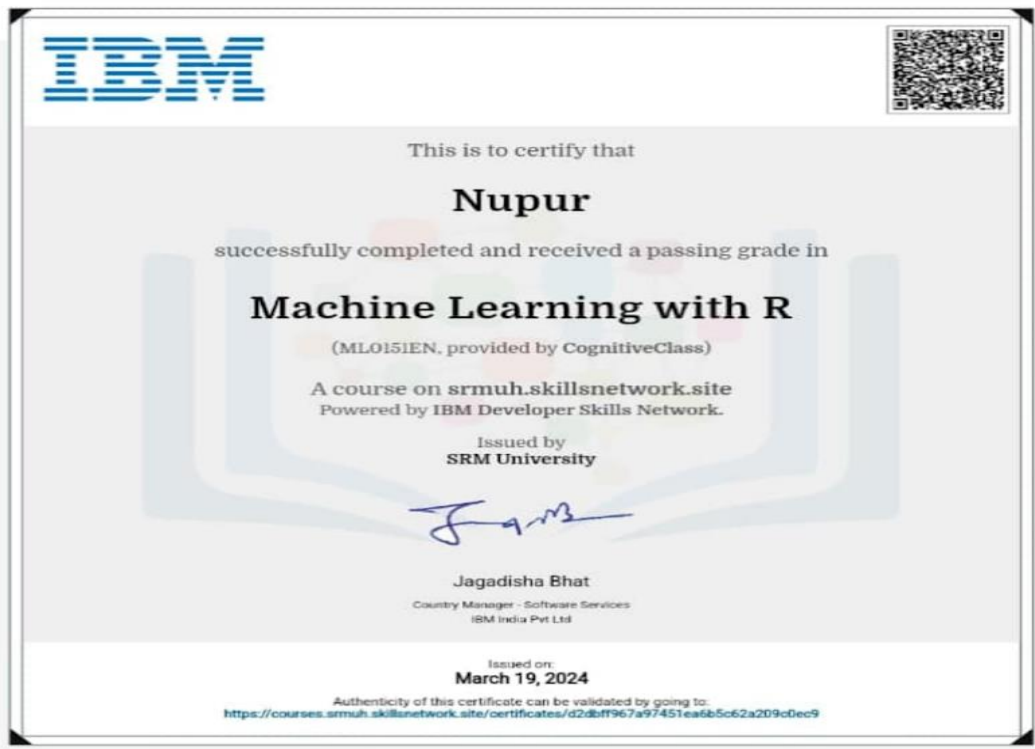 IBM
This is to certify that
Nupur
successfully completed and received a passing grade in
Machine Learning with R
(ML0151EN, provided by CognitiveClass)
A course on srmuh.skillsnetwork.site
Powered by IBM Developer Skills Network.
Issued by
SRM University
Jagadisha Bhat
Country Manager - Software Services
IBM India Pvt Ltd
Issued on:
March 19, 2024
Authenticity of this certificate can be validated by going to:
https://courses.srmuh.skillsnetwork.site/certificates/d2dbff967a97451ea6b5c62a209c0ec9